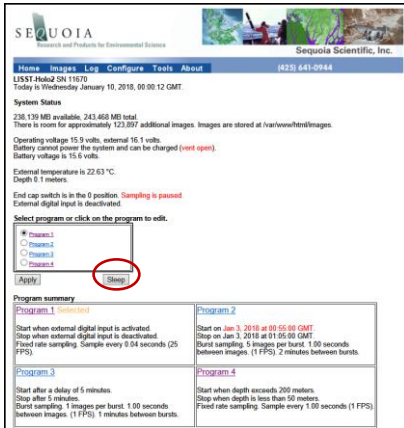 SEQUOIA
Research and Products for Environmental Science
Sequoia Scientific, Inc.
Home Images Log Configure Tools About (425) 641-0944
LISST-Holo2 SN 11670
Today is Wednesday January 10, 2018, 00:00:12 GMT.
System Status
238,139 MB available, 243,468 MB total.
There is room for approximately 123,897 additional images. Images are stored at /var/www/html/images.
Operating voltage 15.9 volts, external 16.1 volts.
Battery cannot power the system and can be charged (vent open).
Battery voltage is 15.6 volts.
External temperature is 22.63 °C.
Depth 0.1 meters.
End cap switch is in the 0 position. Sampling is paused
External digital input is deactivated.
Select program or click on the program to edit.
Program 1
Program 2
Program 3
Program 4
Apply Sleep
Program summary
Program 1 Selected
Start when external digital input is activated.
Stop when external digital input is deactivated.
Fixed rate sampling. Sample every 0.04 seconds (25
FPS).
Program 2
Start on Jan 3, 2018 at 00:55:00 GMT.
Stop on Jan 3, 2018 at 01:05:00 GMT.
Burst sampling. 5 images per burst. 1.00 seconds
between images. (1 FPS). 2 minutes between bursts.
Program 3
Start after a delay of 5 minutes.
Stop after 5 minutes.
Burst sampling. 1 images per burst. 1.00 seconds
between images. (1 FPS). 1 minutes between bursts.
Program 4
Start when depth exceeds 200 meters.
Stop when depth is less than 50 meters.
Fixed rate sampling. Sample every 1.00 seconds (1 FPS).